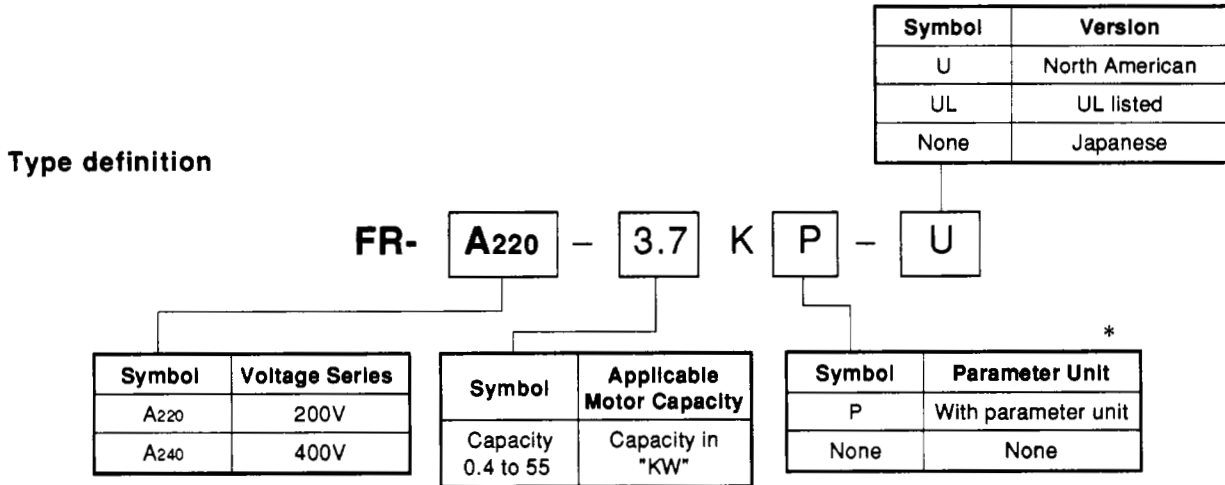 Symbol Version
U North American
UL UL listed
None Japanese
Type definition
FR- A220 – 3.7 K P – U
*
Symbol Voltage Series
A220 200V
A240 400V
Symbol Applicable Motor Capacity
Capacity 0.4 to 55 Capacity in "KW"
Symbol Parameter Unit
P With parameter unit
None None